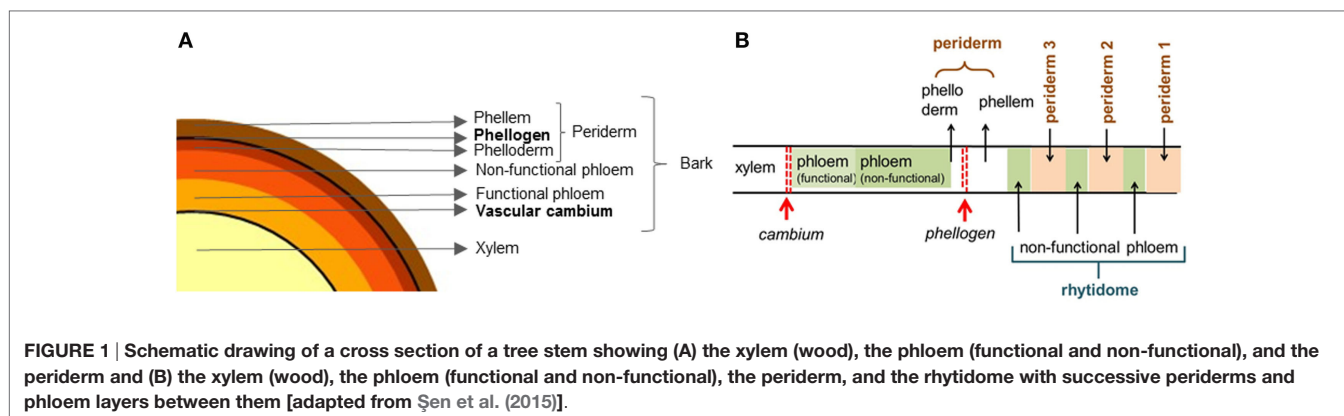 A
Phellem
Phellogen
Phelloderm
Periderm
Non-functional phloem
Functional phloem
Vascular cambium
Bark
Xylem
B
periderm
phello
derm
phellem
periderm 3
periderm 2
periderm 1
xylem
phloem
(functional)
phloem
(non-functional)
cambium
phellogen
non-functional phloem
rhytidome
FIGURE 1 | Schematic drawing of a cross section of a tree stem showing (A) the xylem (wood), the phloem (functional and non-functional), and the
periderm and (B) the xylem (wood), the phloem (functional and non-functional), the periderm, and the rhytidome with successive periderms and
phloem layers between them [adapted from Şen et al. (2015)].